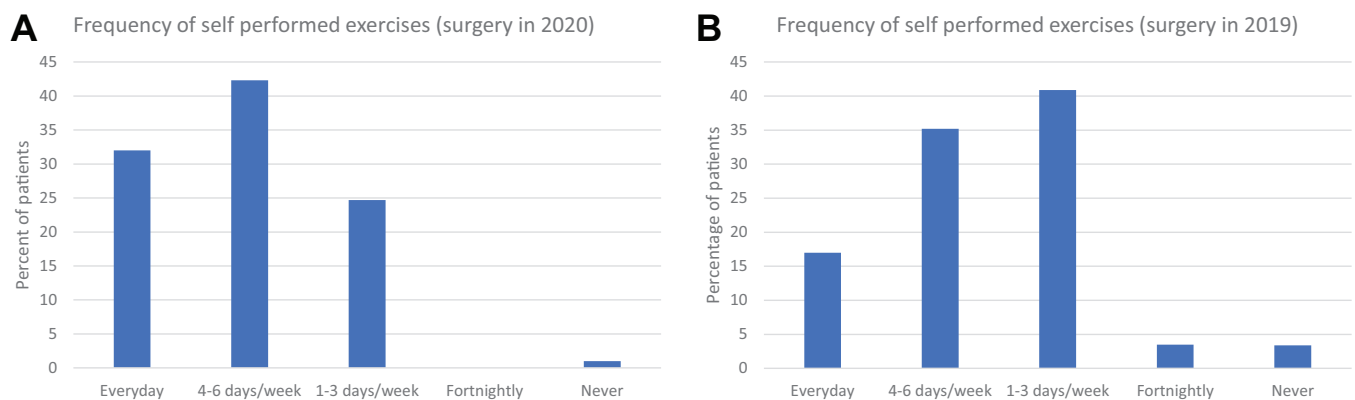 A
Frequency of self performed exercises (surgery in 2020)
Percent of patients
45
40
35
30
25
20
15
10
5
0
Everyday 4-6 days/week 1-3 days/week Fortnightly Never
B
Frequency of self performed exercises (surgery in 2019)
Percentage of patients
45
40
35
30
25
20
15
10
5
0
Everyday 4-6 days/week 1-3 days/week Fortnightly Never